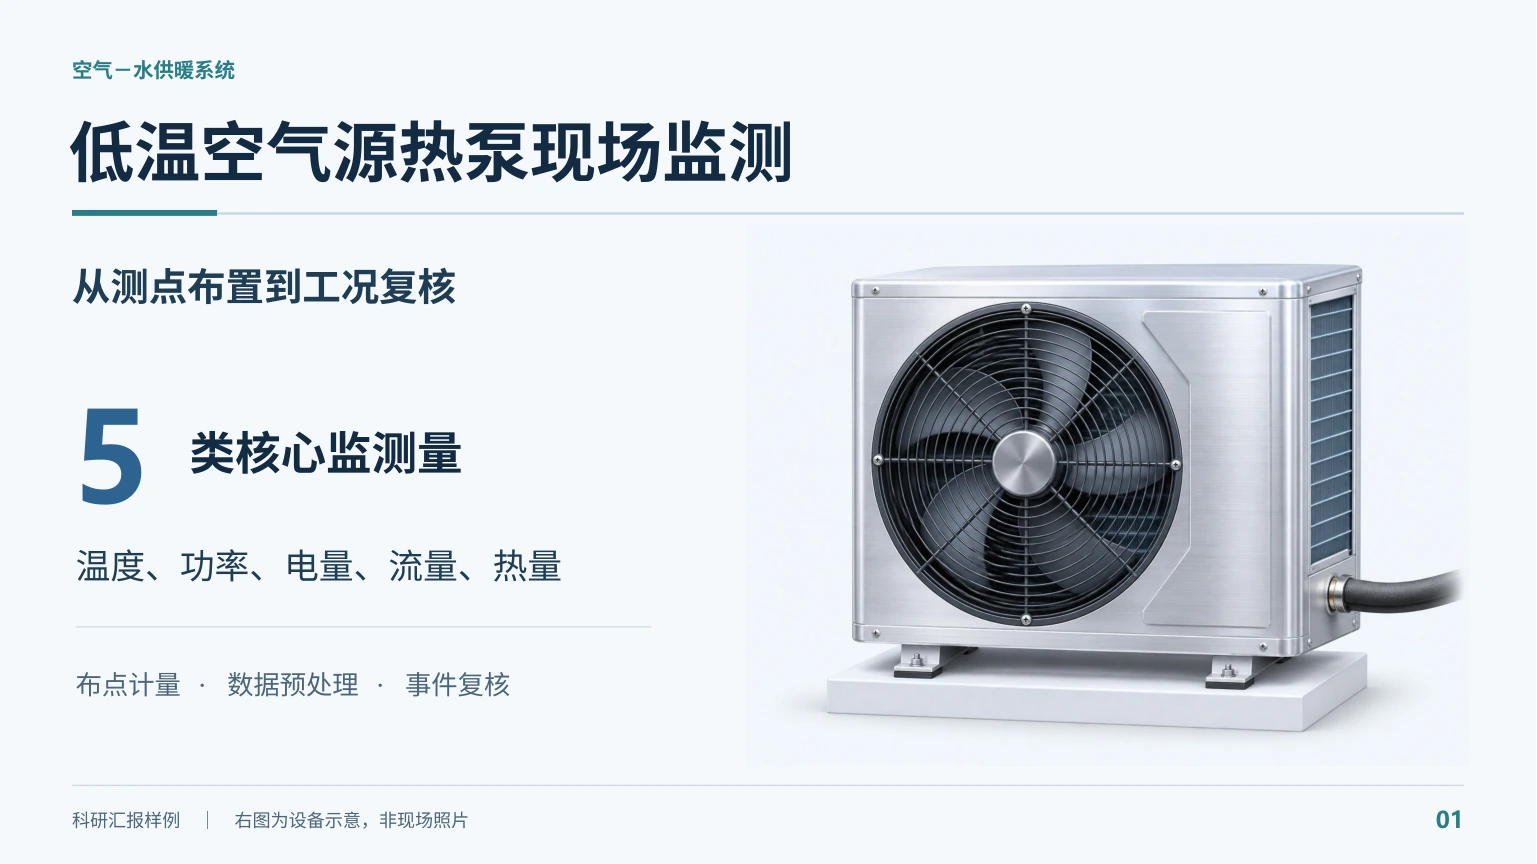 空气－水供暖系统
低温空气源热泵现场监测
从测点布置到工况复核
5 类核心监测量
温度、功率、电量、流量、热量
布点计量 · 数据预处理 · 事件复核
科研汇报样例 ｜ 右图为设备示意，非现场照片
01